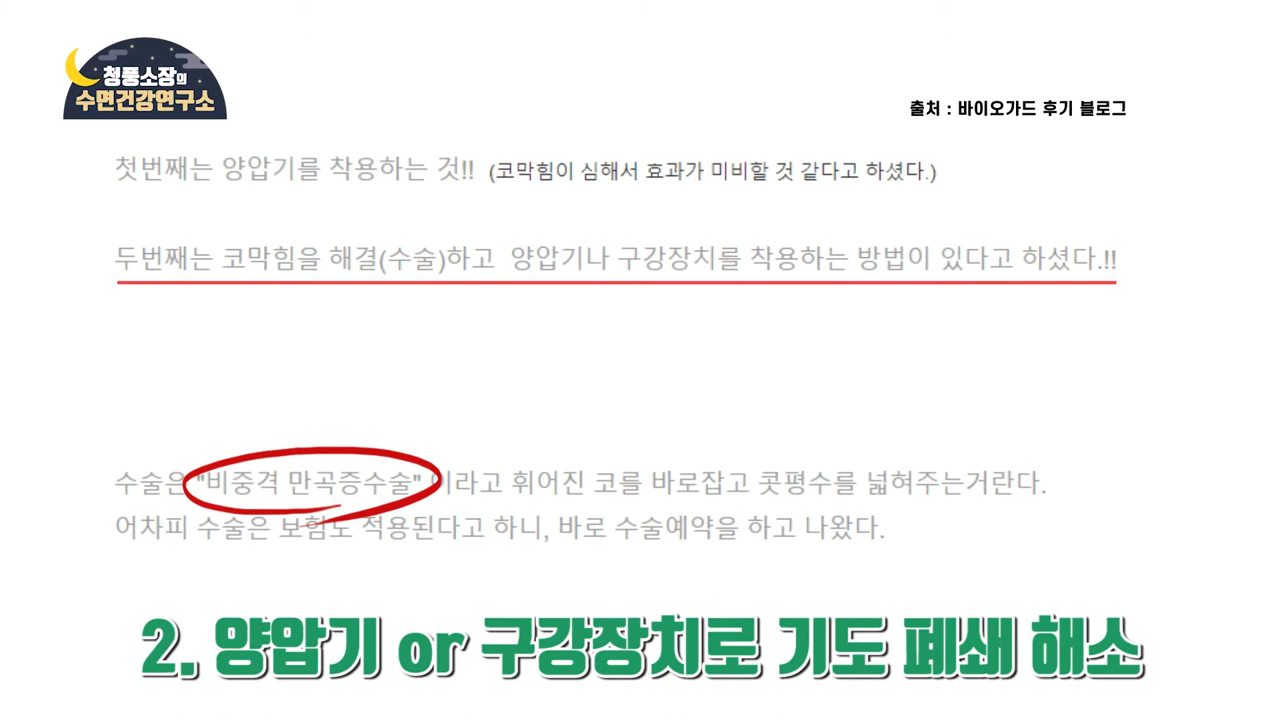 청풍소장의
수면건강연구소
출처 : 바이오가드 후기 블로그
첫번째는 양압기를 착용하는 것!! (코막힘이 심해서 효과가 미비할 것 같다고 하셨다.)
두번째는 코막힘을 해결(수술)하고 양압기나 구강장치를 착용하는 방법이 있다고 하셨다.!!
수술은 "비중격 만곡증수술" 이라고 휘어진 코를 바로잡고 콧평수를 넓혀주는거란다.
어차피 수술은 보험도 적용된다고 하니, 바로 수술예약을 하고 나왔다.
2. 양압기 or 구강장치로 기도 폐쇄 해소